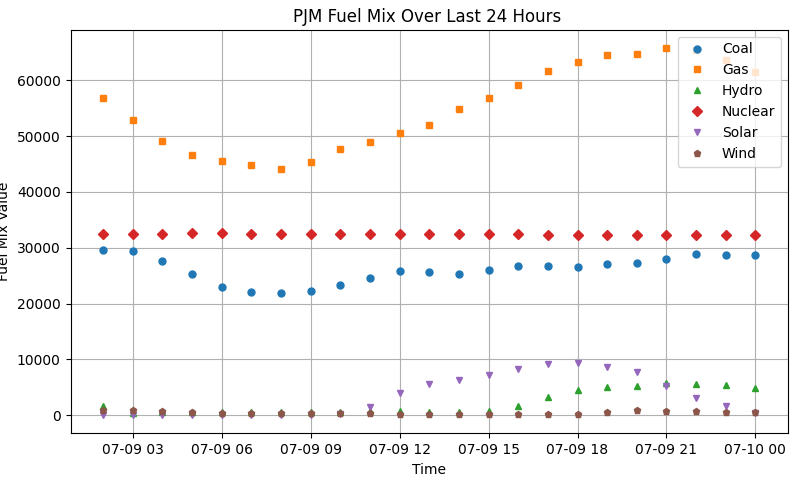 PJM Fuel Mix Over Last 24 Hours
Fuel Mix Value
60000
50000
40000
30000
20000
10000
0
Coal
Gas
Hydro
Nuclear
Solar
Wind
07-09 03 07-09 06 07-09 09 07-09 12 07-09 15 07-09 18 07-09 21 07-10 00
Time